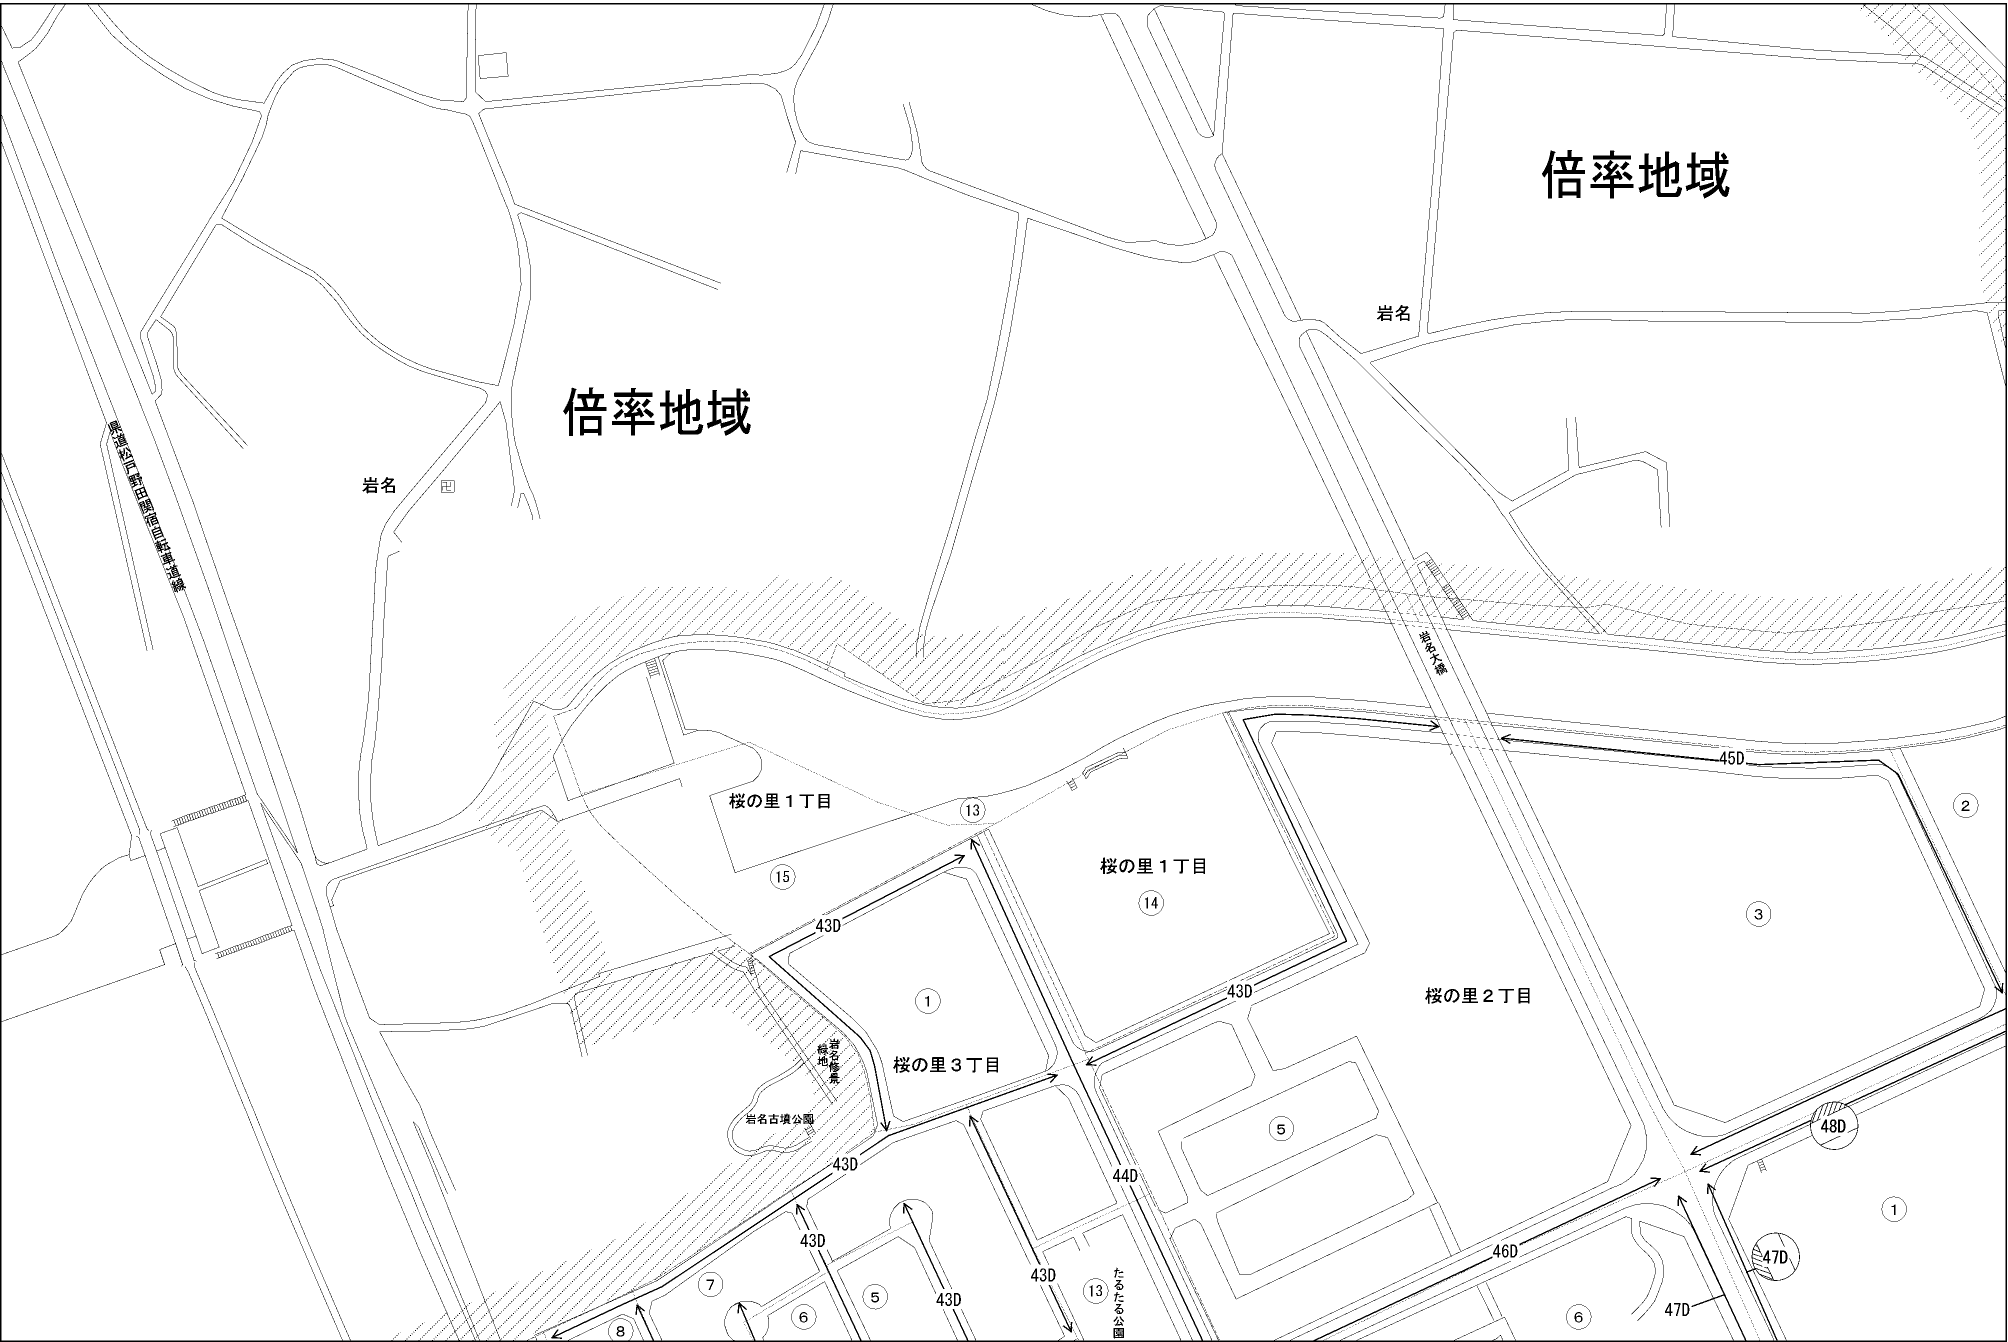 倍率地域
岩名
倍率地域
県道松戸野田関宿自転車道線
岩名
卍
岩名大橋
45D
桜の里1丁目
13
2
桜の里1丁目
15
14
3
43D
43D
桜の里2丁目
1
岩名修景
緑地
桜の里3丁目
岩名古墳公園
48D
5
43D
44D
1
43D
46D
47D
43D
7
13
たるたる公園
5
43D
47D
6
6
8